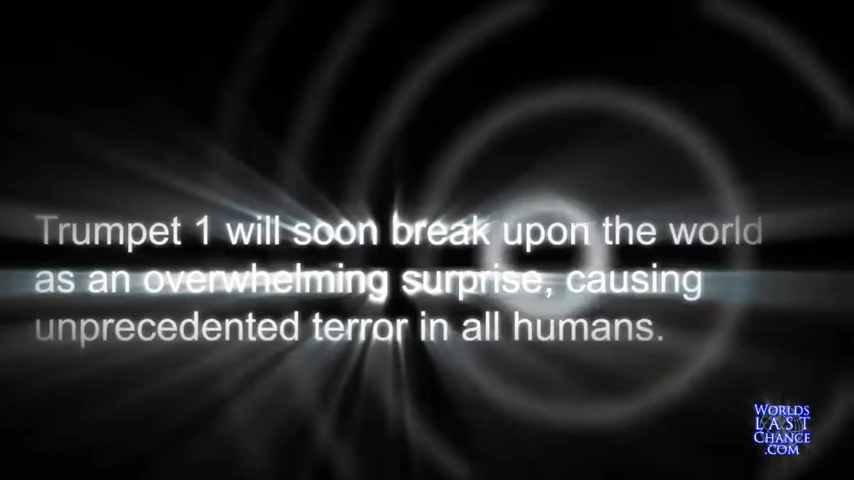 Trumpet 1 will soon break upon the world
as an overwhelming surprise, causing
unprecedented terror in all humans.
WORLDS
LAST
CHANCE
.COM